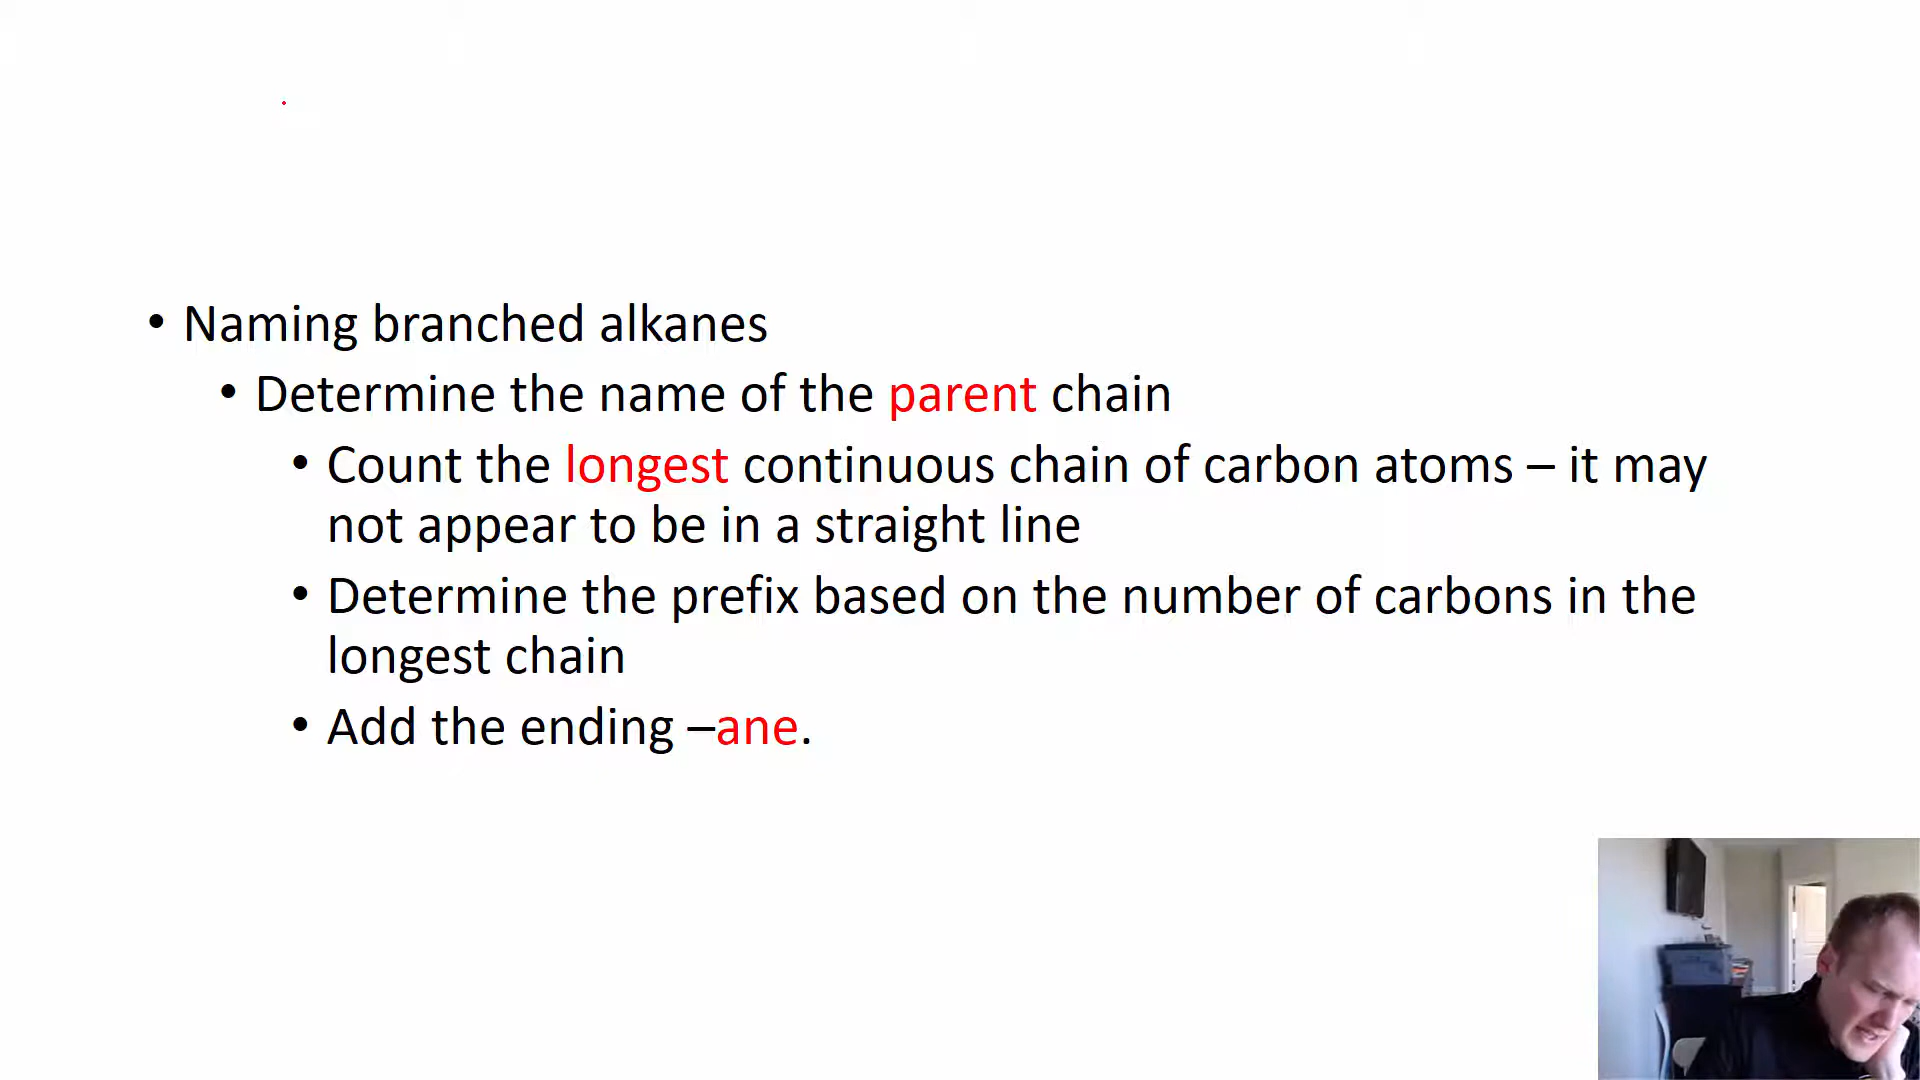 • Naming branched alkanes
• Determine the name of the parent chain
• Count the longest continuous chain of carbon atoms – it may
not appear to be in a straight line
• Determine the prefix based on the number of carbons in the
longest chain
• Add the ending –ane.